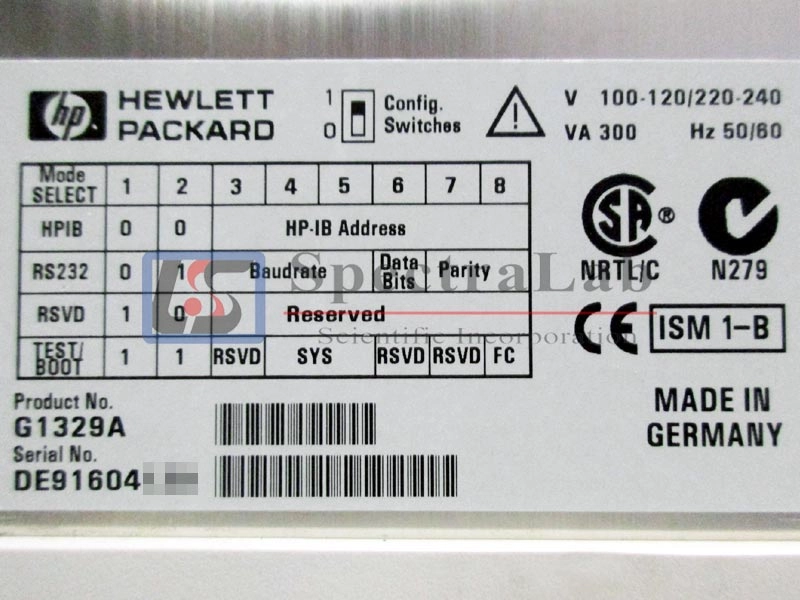 hp HEWLETT PACKARD
1
0
Config. Switches
V 100-120/220-240
VA 300 Hz 50/60
Mode SELECT 1 2 3 4 5 6 7 8
HPIB 0 0 HP-IB Address
RS232 0 1 Baudrate Data Bits Parity
RSVD 1 0 Reserved
TEST/BOOT 1 1 RSVD SYS RSVD RSVD FC
SA ®
NRTL/C
N279
CE
ISM 1-B
SpectraLab
Scientific Incorporation
Product No.
G1329A
Serial No.
DE91604
MADE IN
GERMANY